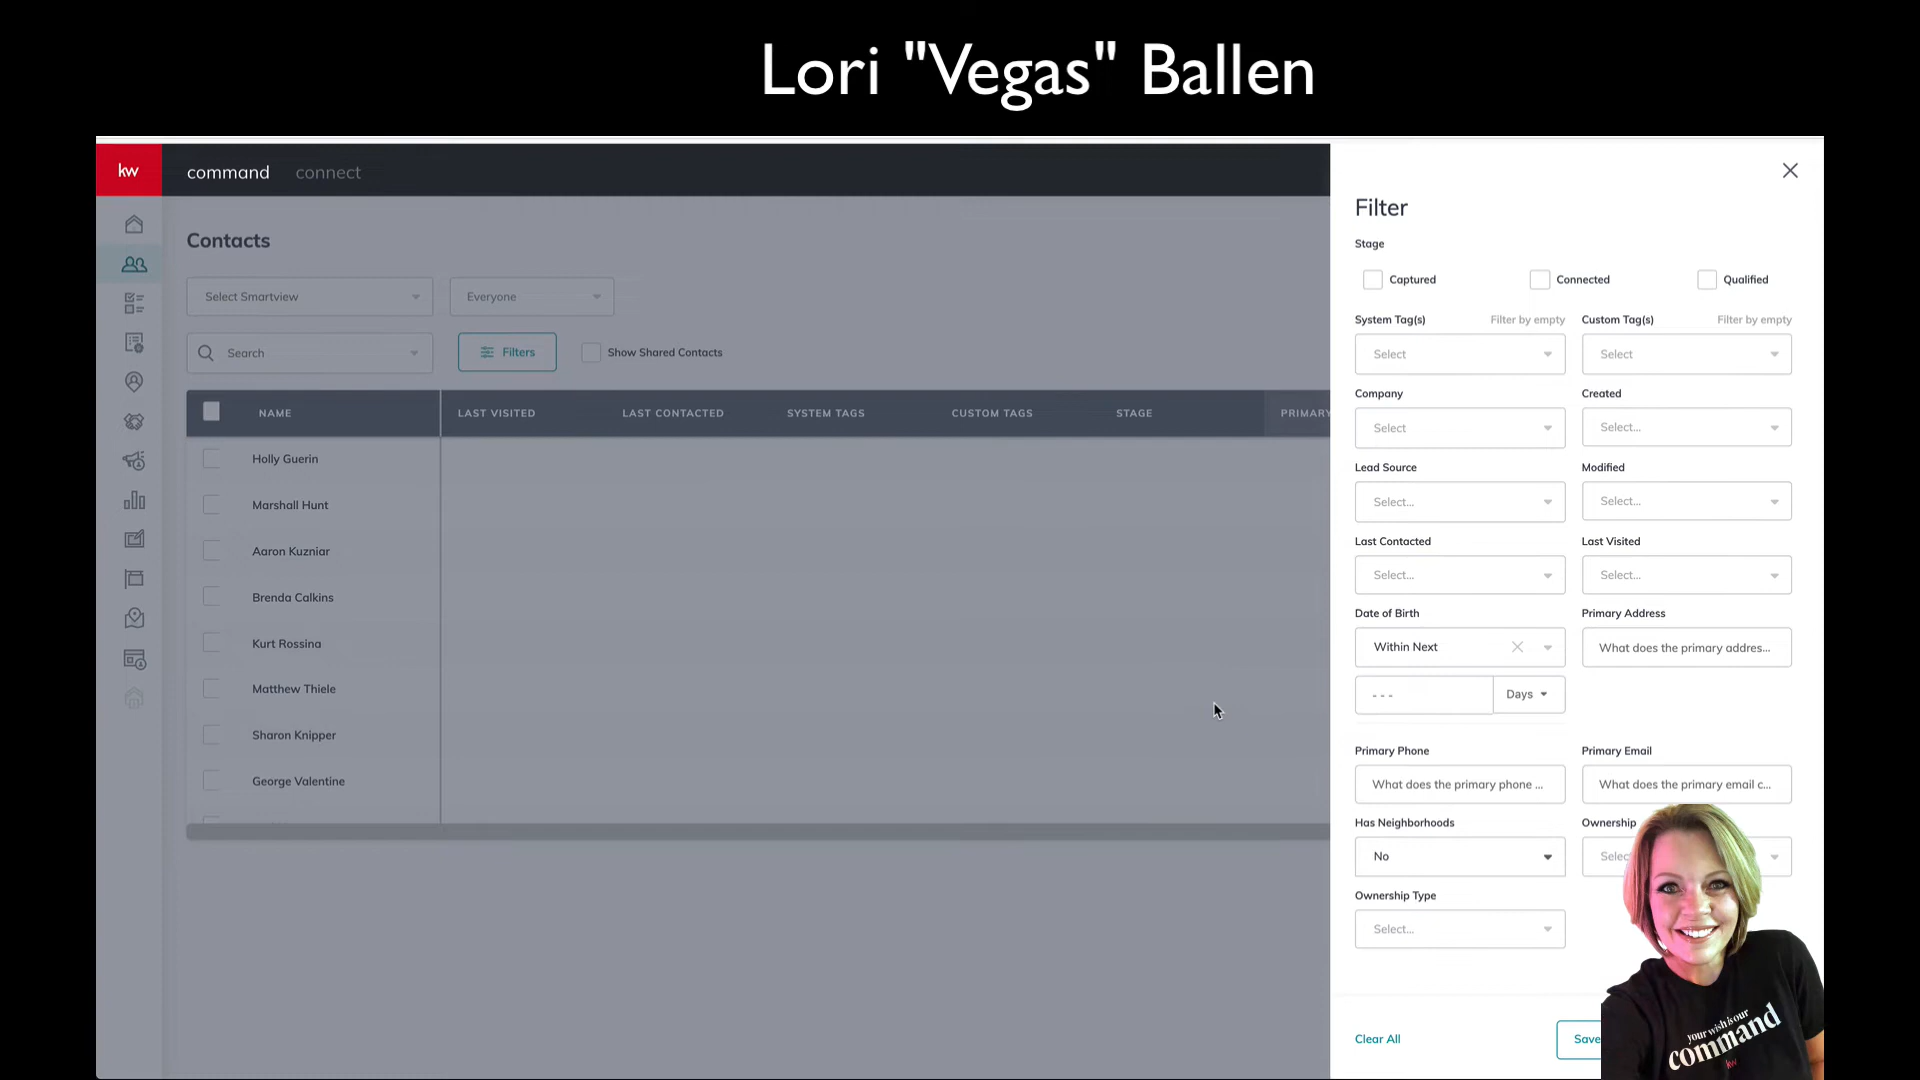 Lori "Vegas" Ballen
kw
command connect
Contacts
Select Smartview
Everyone
Search
Filters
Show Shared Contacts
NAME LAST VISITED LAST CONTACTED SYSTEM TAGS CUSTOM TAGS STAGE PRIMARY
Holly Guerin
Marshall Hunt
Aaron Kuzniar
Brenda Calkins
Kurt Rossina
Matthew Thiele
Sharon Knipper
George Valentine
Filter
Stage
Captured Connected Qualified
System Tag(s) Filter by empty Custom Tag(s) Filter by empty
Select Select
Company Created
Select Select...
Lead Source Modified
Select... Select...
Last Contacted Last Visited
Select... Select...
Date of Birth Primary Address
Within Next What does the primary addres...
- - - Days
Primary Phone Primary Email
What does the primary phone ... What does the primary email c...
Has Neighborhoods Ownership
No Selec
Ownership Type
Select...
Clear All Save
your wish is our
command
kw